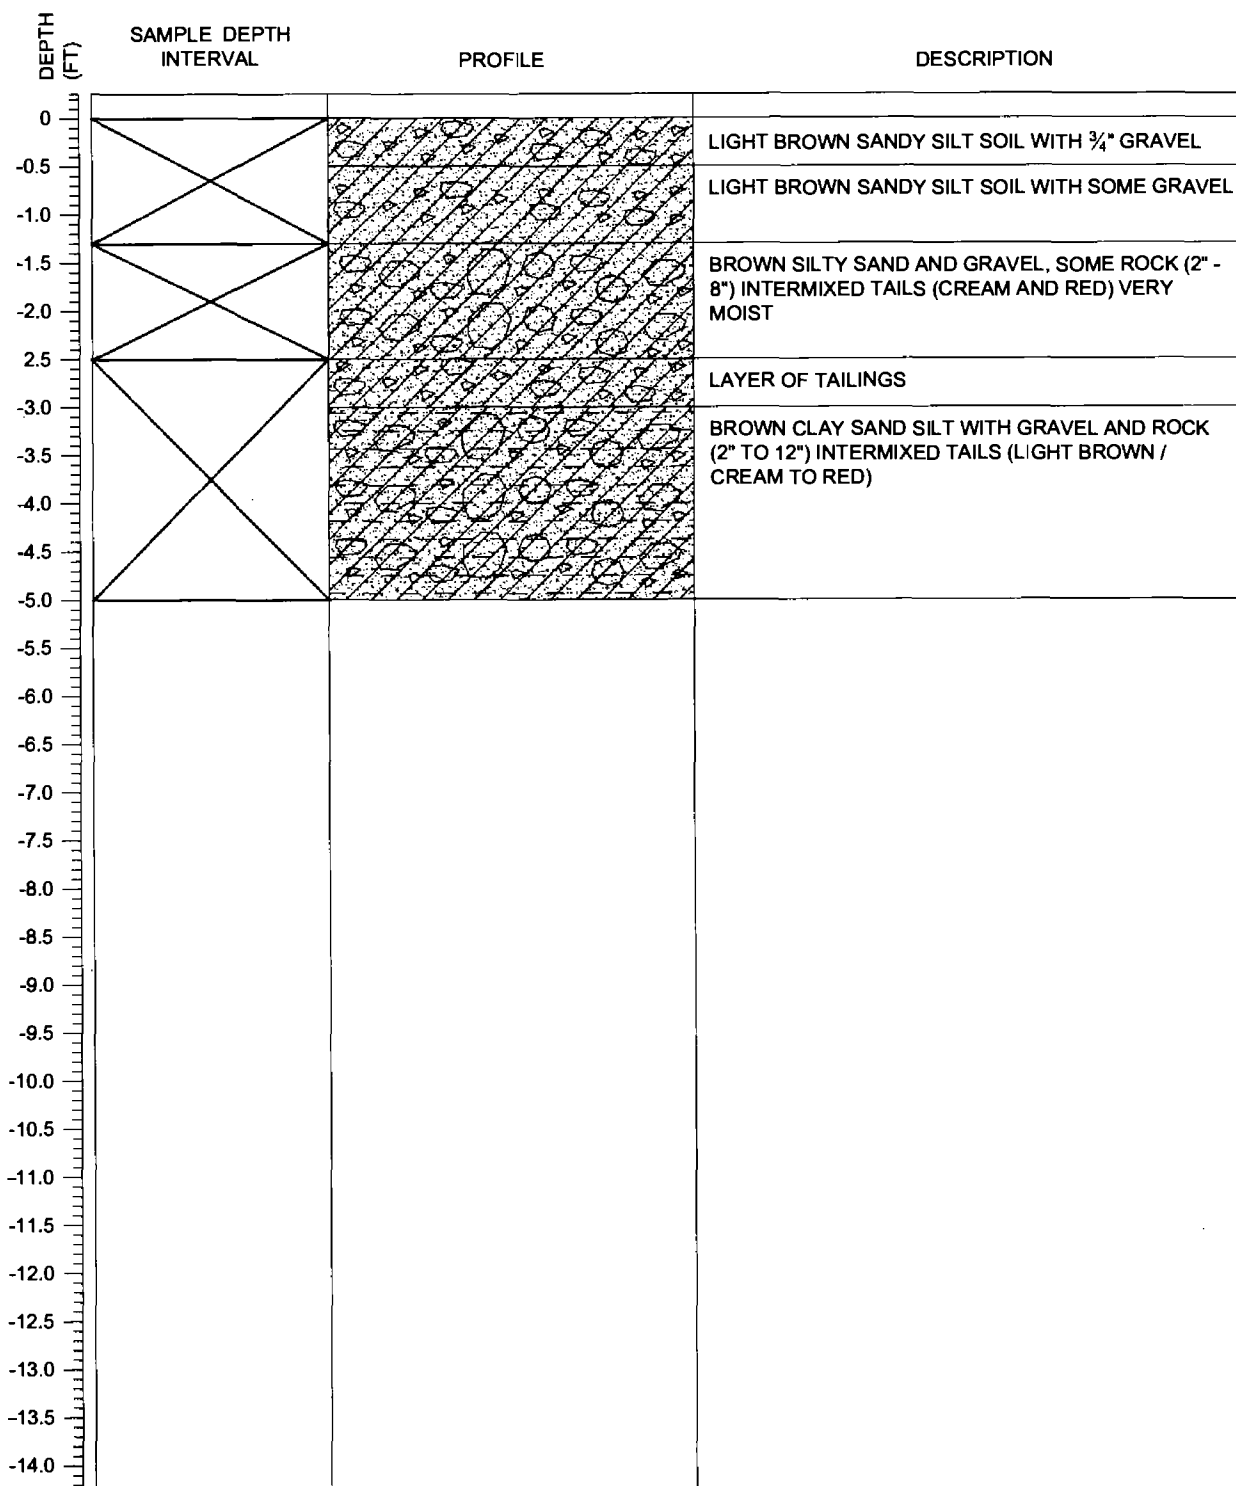 DEPTH
(FT)
SAMPLE DEPTH
INTERVAL
PROFILE
DESCRIPTION
0
-0.5
-1.0
-1.5
-2.0
-2.5
-3.0
-3.5
-4.0
-4.5
-5.0
-5.5
-6.0
-6.5
-7.0
-7.5
-8.0
-8.5
-9.0
-9.5
-10.0
-10.5
-11.0
-11.5
-12.0
-12.5
-13.0
-13.5
-14.0
LIGHT BROWN SANDY SILT SOIL WITH ¾" GRAVEL
LIGHT BROWN SANDY SILT SOIL WITH SOME GRAVEL
BROWN SILTY SAND AND GRAVEL, SOME ROCK (2" -
8") INTERMIXED TAILS (CREAM AND RED) VERY
MOIST
LAYER OF TAILINGS
BROWN CLAY SAND SILT WITH GRAVEL AND ROCK
(2" TO 12") INTERMIXED TAILS (LIGHT BROWN /
CREAM TO RED)